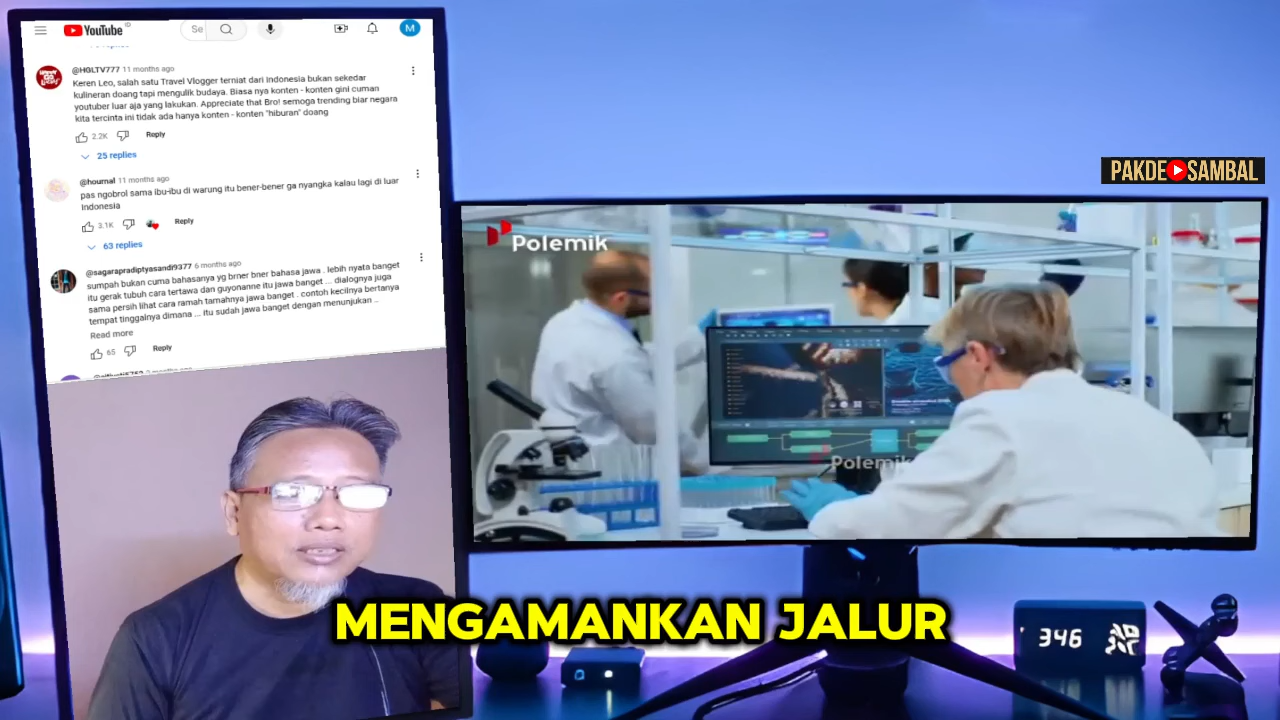 YouTube
ID
Se
M
@HGLTV777 11 months ago
Keren Leo, salah satu Travel Vlogger terniat dari Indonesia bukan sekedar
kulineran doang tapi mengulik budaya. Biasa nya konten - konten gini cuman
youtuber luar aja yang lakukan. Appreciate that Bro! semoga trending biar negara
kita tercinta ini tidak ada hanya konten - konten "hiburan" doang
2.2K Reply
25 replies
@hournal 11 months ago
pas ngobrol sama ibu-ibu di warung itu bener-bener ga nyangka kalau lagi di luar
Indonesia
3.1K Reply
63 replies
@sagarapradiptyasandi9377 6 months ago
sumpah bukan cuma bahasanya yg brner bner bahasa jawa . lebih nyata banget
itu gerak tubuh cara tertawa dan guyonanne itu jawa banget ... dialognya juga
sama persih lihat cara ramah tamahnya jawa banget . contoh kecilnya bertanya
tempat tinggalnya dimana ... itu sudah jawa banget dengan menunjukan ..
Read more
65 Reply
PAKDE SAMBAL
Polemik
Polemik
MENGAMANKAN JALUR
346